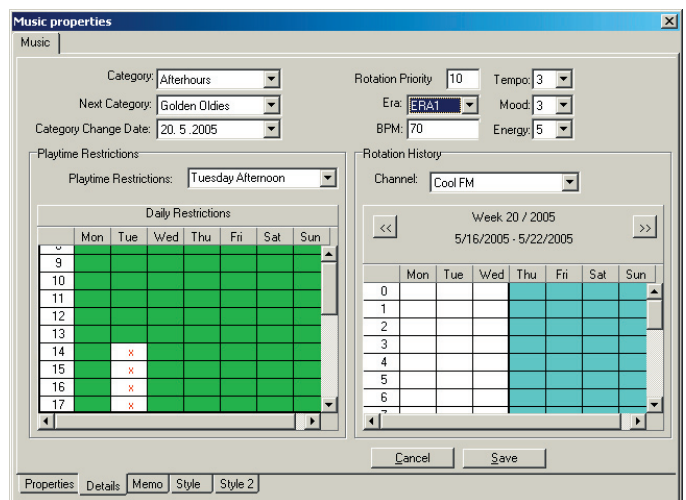 Music properties
Music
Category: Afterhours
Next Category: Golden Oldies
Category Change Date: 20. 5 .2005
Rotation Priority 10 Tempo: 3
Era: ERA1 Mood: 3
BPM: 70 Energy: 5
Playtime Restrictions
Playtime Restrictions: Tuesday Afternoon
Daily Restrictions
Mon Tue Wed Thu Fri Sat Sun
9
10
11
12
13
14 x
15 x
16 x
17 x
Rotation History
Channel: Cool FM
<< Week 20 / 2005 >>
5/16/2005 - 5/22/2005
Mon Tue Wed Thu Fri Sat Sun
0
1
2
3
4
5
6
Cancel Save
Properties Details Memo Style Style 2